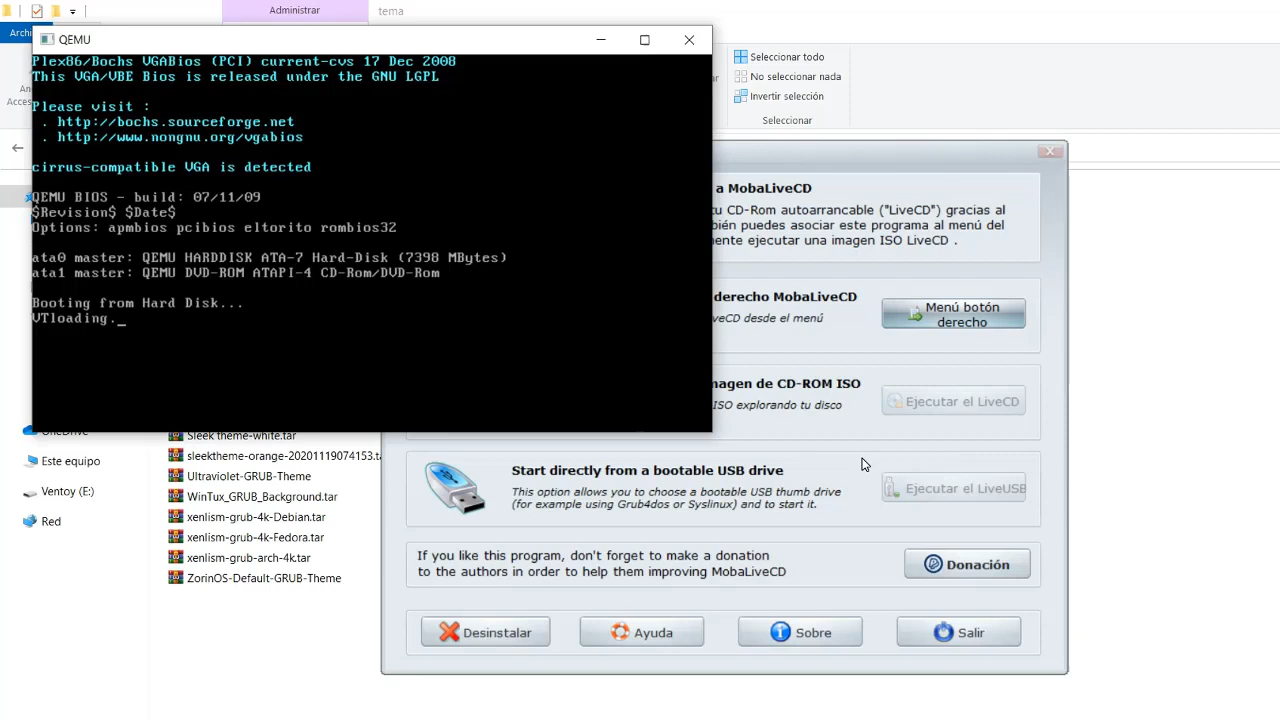 Administrar
tema
Archi
QEMU
Plex86/Bochs VGABios (PCI) current-cvs 17 Dec 2008
This VGA/VBE Bios is released under the GNU LGPL
Please visit :
. http://bochs.sourceforge.net
. http://www.nongnu.org/vgabios
cirrus-compatible VGA is detected
QEMU BIOS - build: 07/11/09
$Revision$ $Date$
Options: apmbios pcibios eltorito rombios32
ata0 master: QEMU HARDDISK ATA-7 Hard-Disk (7398 MBytes)
ata1 master: QEMU DVD-ROM ATAPI-4 CD-Rom/DVD-Rom
Booting from Hard Disk...
VTloading._
An
Acces
ar
Seleccionar todo
No seleccionar nada
Invertir selección
Seleccionar
a MobaLiveCD
tu CD-Rom autoarrancable ("LiveCD") gracias al
bién puedes asociar este programa al menú del
mente ejecutar una imagen ISO LiveCD .
derecho MobaLiveCD
veCD desde el menú
Menú botón
derecho
magen de CD-ROM ISO
ISO explorando tu disco
Ejecutar el LiveCD
Start directly from a bootable USB drive
This option allows you to choose a bootable USB thumb drive
(for example using Grub4dos or Syslinux) and to start it.
Ejecutar el LiveUSB
If you like this program, don't forget to make a donation
to the authors in order to help them improving MobaLiveCD
Donación
Desinstalar
Ayuda
Sobre
Salir
OneDrive
Este equipo
Ventoy (E:)
Red
Sleek theme-white.tar
sleektheme-orange-20201119074153.ta
Ultraviolet-GRUB-Theme
WinTux_GRUB_Background.tar
xenlism-grub-4k-Debian.tar
xenlism-grub-4k-Fedora.tar
xenlism-grub-arch-4k.tar
ZorinOS-Default-GRUB-Theme